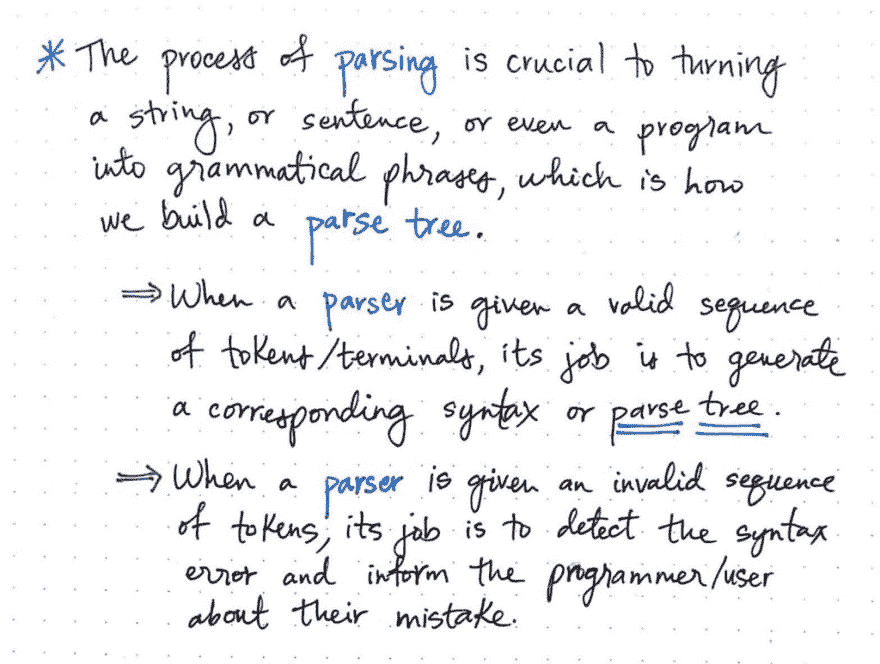 * The process of parsing is crucial to turning
a string, or sentence, or even a program
into grammatical phrases, which is how
we build a parse tree.
⇒ When a parser is given a valid sequence
of tokens/terminals, its job is to generate
a corresponding syntax or parse tree.
⇒ When a parser is given an invalid sequence
of tokens, its job is to detect the syntax
error and inform the programmer/user
about their mistake.